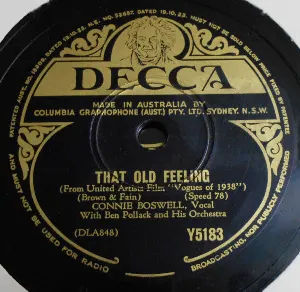 DECCA
MADE IN AUSTRALIA BY
COLUMBIA GRAPHOPHONE (AUST.) PTY. LTD. SYDNEY. N.S.W.
THAT OLD FEELING
(From United Artists Film "Vogues of 1938")
(Brown & Fain) (Speed 78)
CONNIE BOSWELL, Vocal
With Ben Pollack and His Orchestra
(DLA848) Y5183
AND MUST NOT BE USED FOR RADIO
BROADCASTING, NOR PUBLICLY PERFORMED